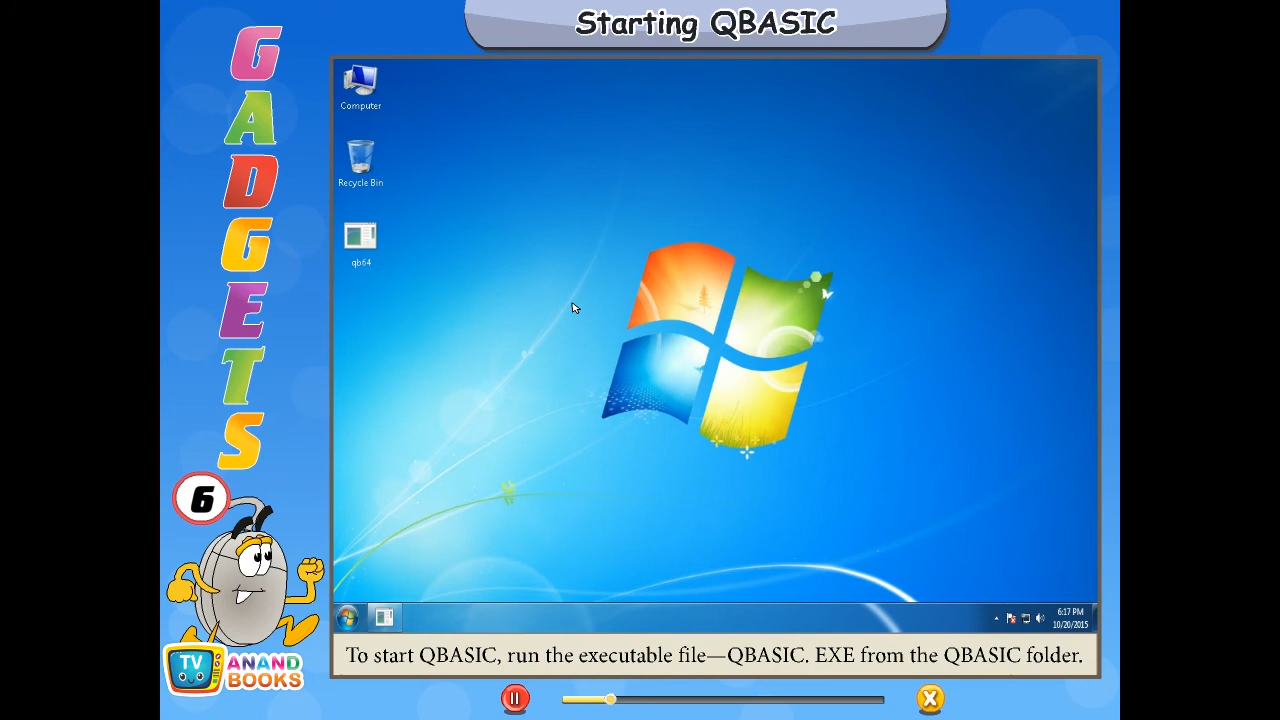 Starting QBASIC
GADGETS
6
Computer
Recycle Bin
qb64
6:17 PM
10/20/2015
To start QBASIC, run the executable file—QBASIC. EXE from the QBASIC folder.
TV
ANAND
BOOKS
X